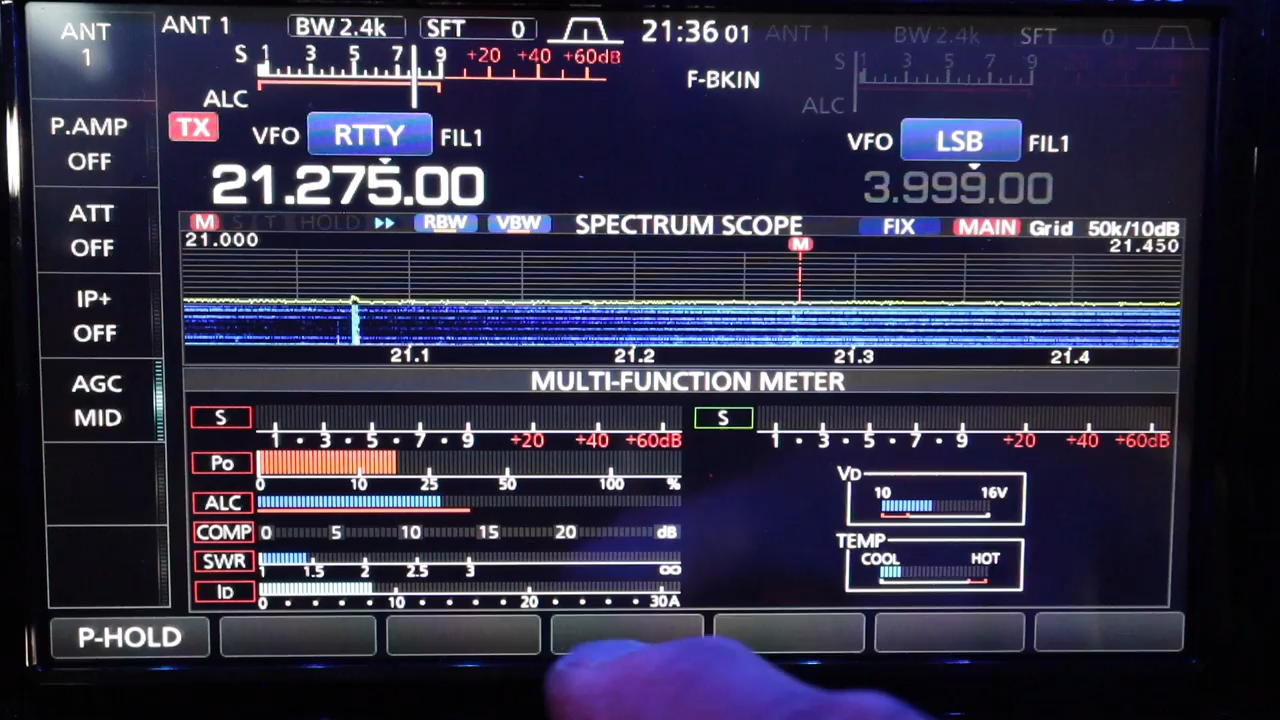 ANT
1
ANT 1 BW 2.4k SFT 0 21:36 01 ANT 1 BW 2.4k SFT 0
S 1 3 5 7 9 +20 +40 +60dB
F-BKIN
S 1 3 5 7 9
ALC
ALC
P.AMP
OFF
TX VFO RTTY FIL1
VFO LSB FIL1
21.275.00
3.999.00
ATT
OFF
M HOLD RBW VBW SPECTRUM SCOPE FIX MAIN Grid 50k/10dB
21.000 M 21.450
IP+
OFF
21.1 21.2 21.3 21.4
AGC
MID
MULTI-FUNCTION METER
S
1 3 5 7 9 +20 +40 +60dB
S
1 3 5 7 9 +20 +40 +60dB
Po
0 10 25 50 100 %
ALC
COMP 0 5 10 15 20 dB
SWR
1 1.5 2 2.5 3 ∞
ID
0 10 20 30A
VD
10 16V
TEMP
COOL HOT
P-HOLD